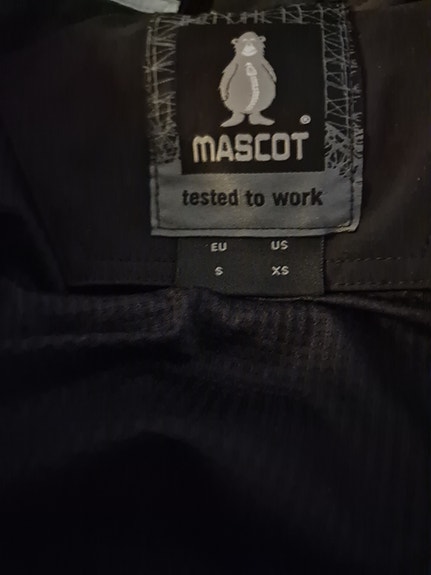 MASCOT ®
tested to work
EU US
S XS